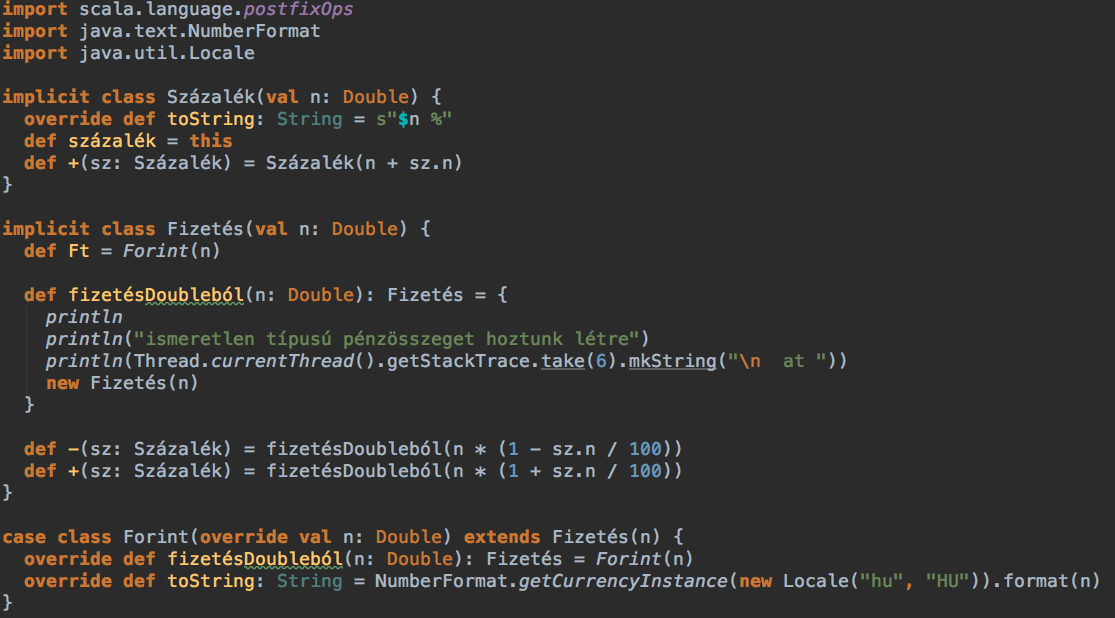 import scala.language.postfixOps
import java.text.NumberFormat
import java.util.Locale

implicit class Százalék(val n: Double) {
  override def toString: String = s"$n %"
  def százalék = this
  def +(sz: Százalék) = Százalék(n + sz.n)
}

implicit class Fizetés(val n: Double) {
  def Ft = Forint(n)

  def fizetésDoubleból(n: Double): Fizetés = {
    println
    println("ismeretlen típusú pénzösszeget hoztunk létre")
    println(Thread.currentThread().getStackTrace.take(6).mkString("\n  at "))
    new Fizetés(n)
  }

  def -(sz: Százalék) = fizetésDoubleból(n * (1 - sz.n / 100))
  def +(sz: Százalék) = fizetésDoubleból(n * (1 + sz.n / 100))
}

case class Forint(override val n: Double) extends Fizetés(n) {
  override def fizetésDoubleból(n: Double): Fizetés = Forint(n)
  override def toString: String = NumberFormat.getCurrencyInstance(new Locale("hu", "HU")).format(n)
}